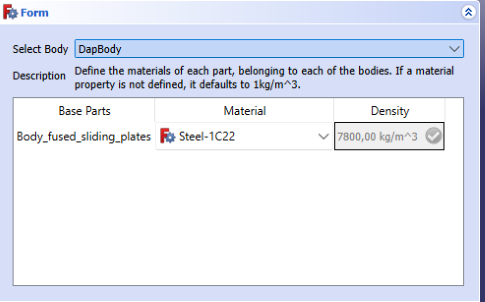 Form
Select Body DapBody
Description Define the materials of each part, belonging to each of the bodies. If a material
property is not defined, it defaults to 1kg/m^3.
Base Parts Material Density
Body_fused_sliding_plates Steel-1C22 7800,00 kg/m^3